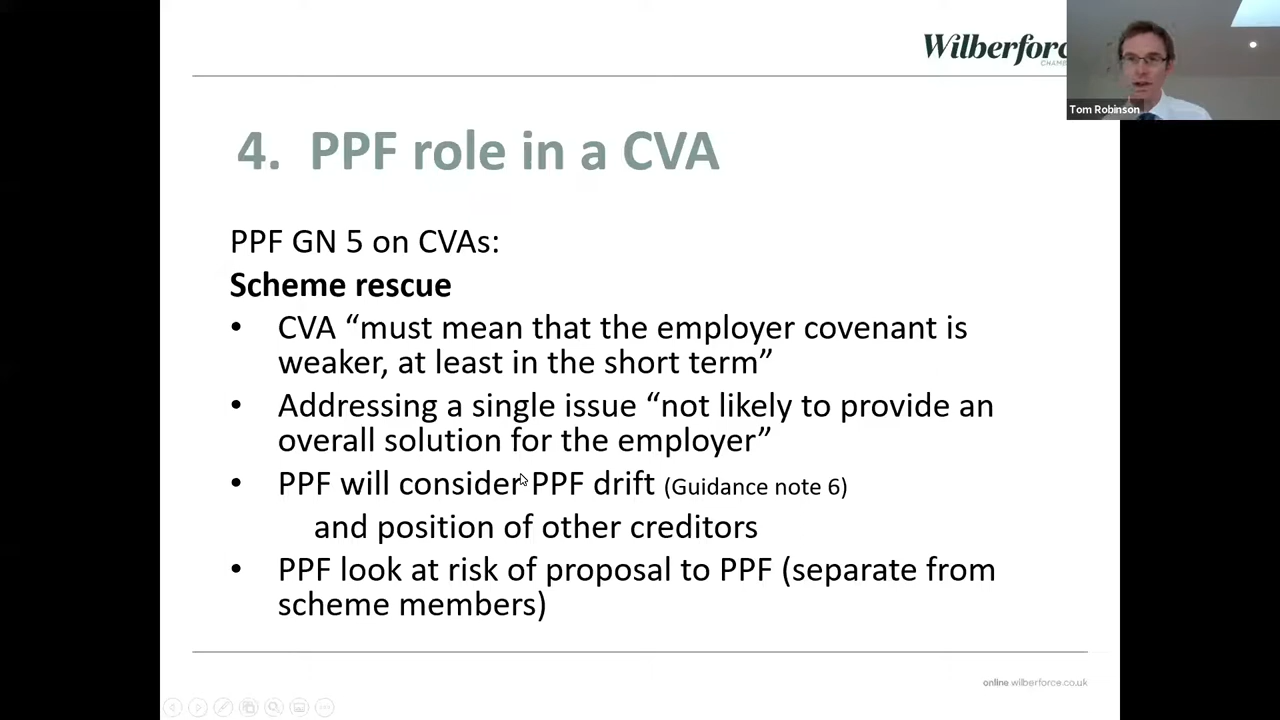 Wilberforc
CHAM
Tom Robinson
4. PPF role in a CVA
PPF GN 5 on CVAs:
Scheme rescue
• CVA “must mean that the employer covenant is
weaker, at least in the short term”
• Addressing a single issue “not likely to provide an
overall solution for the employer”
• PPF will consider PPF drift (Guidance note 6)
and position of other creditors
• PPF look at risk of proposal to PPF (separate from
scheme members)
online.wilberforce.co.uk